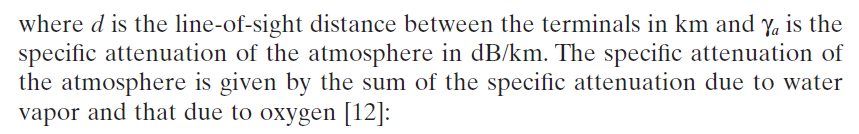 where d is the line-of-sight distance between the terminals in km and γₐ is the
specific attenuation of the atmosphere in dB/km. The specific attenuation of
the atmosphere is given by the sum of the specific attenuation due to water
vapor and that due to oxygen [12]: